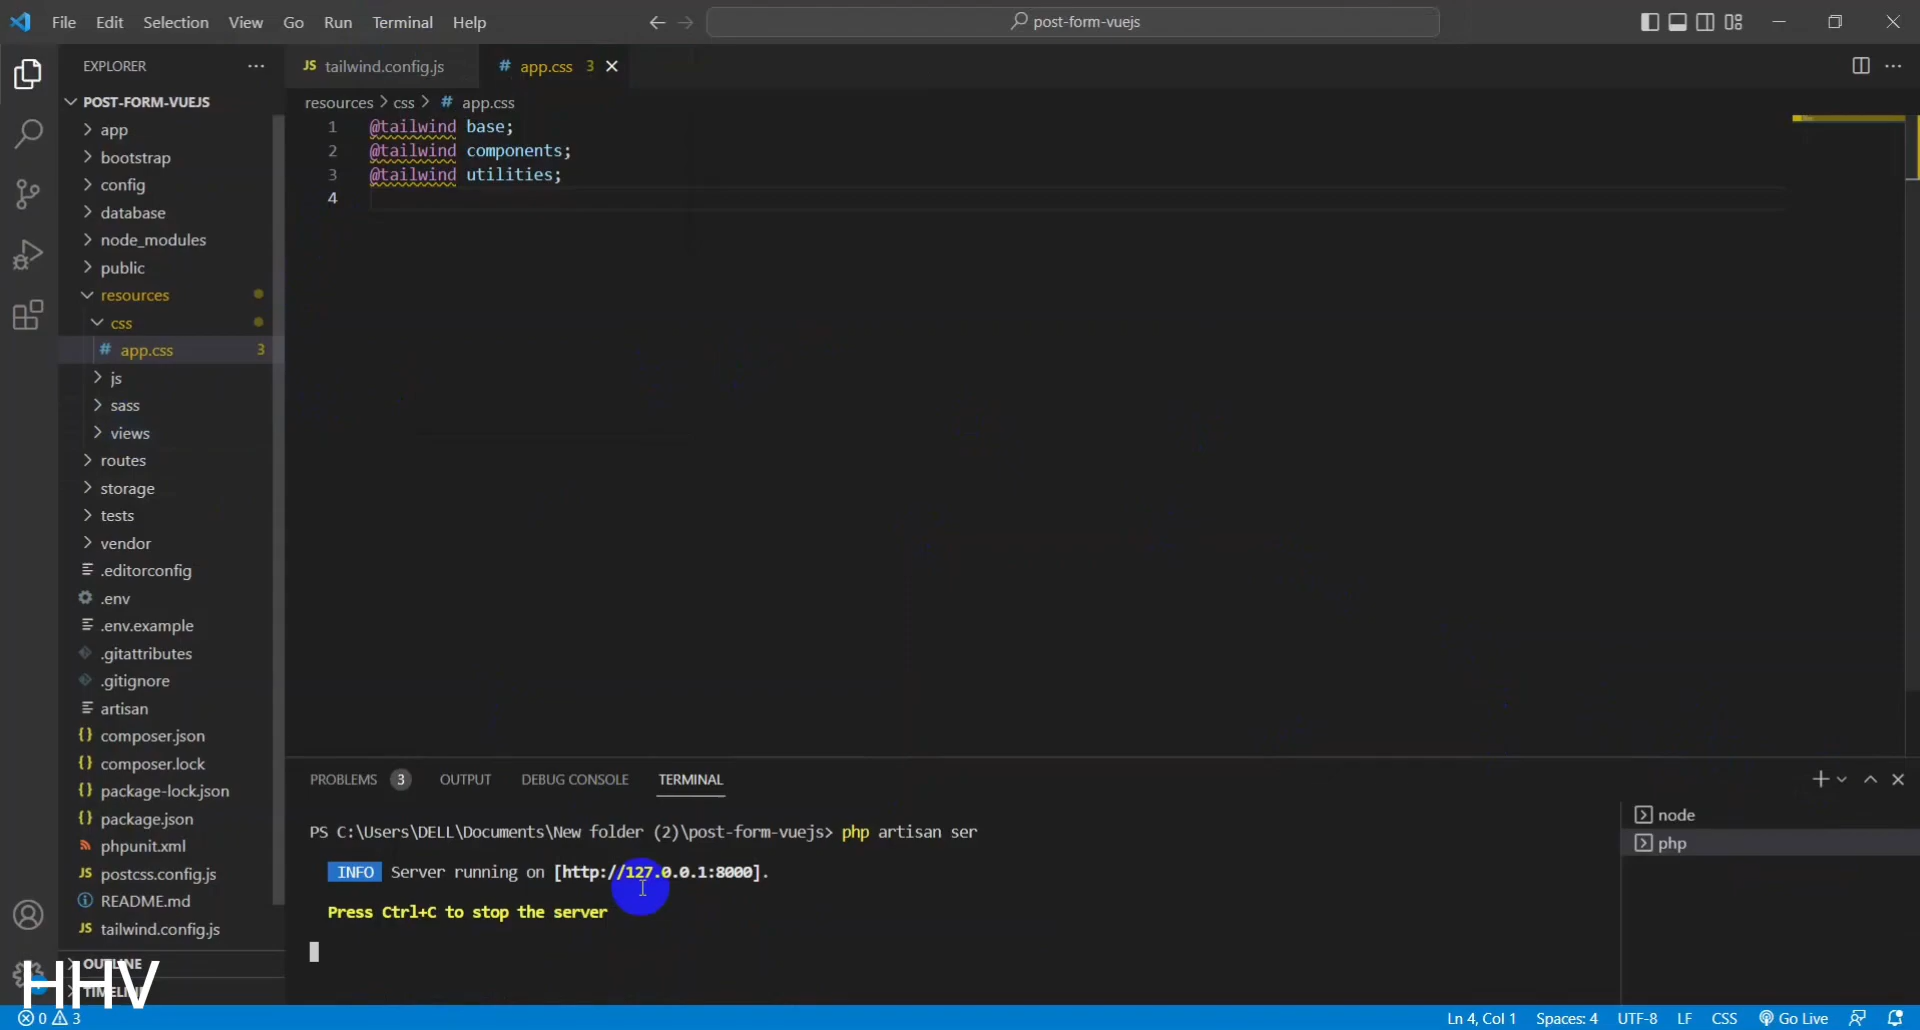 File Edit Selection View Go Run Terminal Help
post-form-vuejs
EXPLORER
POST-FORM-VUEJS
app
bootstrap
config
database
node_modules
public
resources
css
# app.css 3
js
sass
views
routes
storage
tests
vendor
.editorconfig
.env
.env.example
.gitattributes
.gitignore
artisan
{} composer.json
{} composer.lock
{} package-lock.json
{} package.json
phpunit.xml
JS postcss.config.js
README.md
JS tailwind.config.js
OUTLINE
TIMELINE
HHV
JS tailwind.config.js
# app.css 3
resources > css > # app.css
1 @tailwind base;
2 @tailwind components;
3 @tailwind utilities;
4
PROBLEMS 3 OUTPUT DEBUG CONSOLE TERMINAL
PS C:\Users\DELL\Documents\New folder (2)\post-form-vuejs> php artisan ser
INFO Server running on [http://127.0.0.1:8000].
Press Ctrl+C to stop the server
node
php
0 3
Ln 4, Col 1 Spaces: 4 UTF-8 LF CSS Go Live